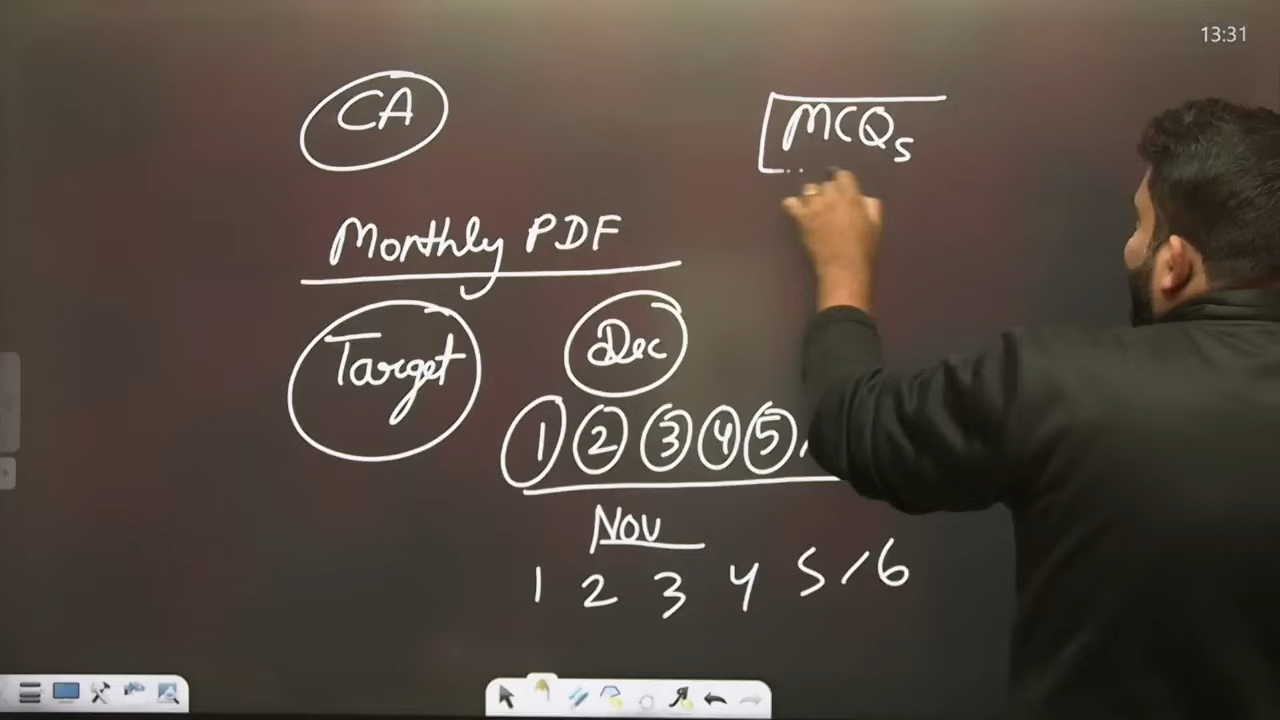 13:31
CA
MCQs
Monthly PDF
Target
Dec
1 2 3 4 5
Nov
1 2 3 4 5/6